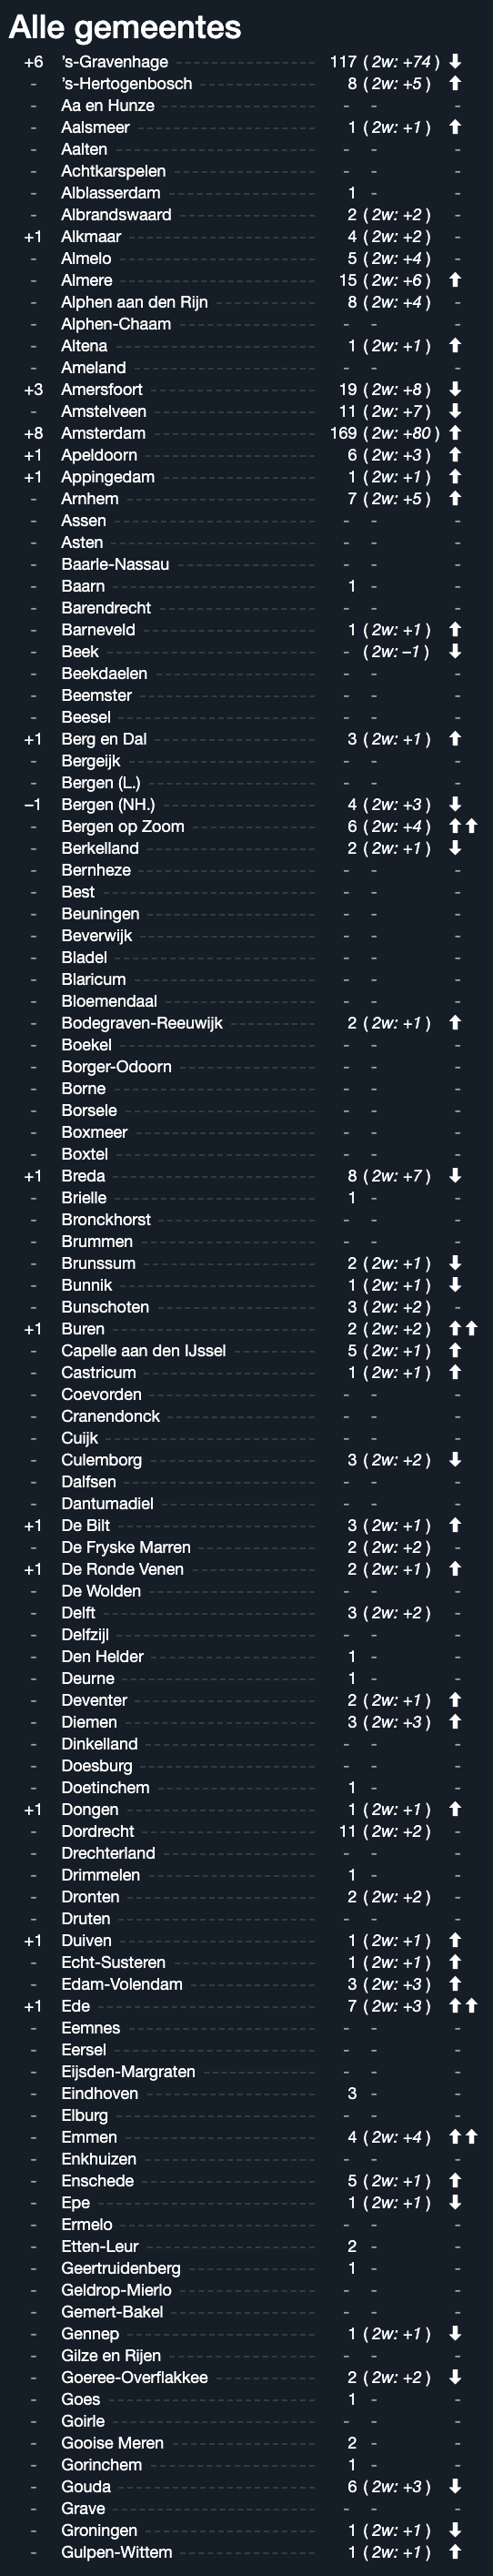 Alle gemeentes
+6 's-Gravenhage 117 ( 2w: +74 ) ⬇
- 's-Hertogenbosch 8 ( 2w: +5 ) ⬆
- Aa en Hunze - - -
- Aalsmeer 1 ( 2w: +1 ) ⬆
- Aalten - - -
- Achtkarspelen - - -
- Alblasserdam 1 - -
- Albrandswaard 2 ( 2w: +2 ) -
+1 Alkmaar 4 ( 2w: +2 ) -
- Almelo 5 ( 2w: +4 ) -
- Almere 15 ( 2w: +6 ) ⬆
- Alphen aan den Rijn 8 ( 2w: +4 ) -
- Alphen-Chaam - - -
- Altena 1 ( 2w: +1 ) ⬆
- Ameland - - -
+3 Amersfoort 19 ( 2w: +8 ) ⬇
- Amstelveen 11 ( 2w: +7 ) ⬇
+8 Amsterdam 169 ( 2w: +80 ) ⬆
+1 Apeldoorn 6 ( 2w: +3 ) ⬆
+1 Appingedam 1 ( 2w: +1 ) ⬆
- Arnhem 7 ( 2w: +5 ) ⬆
- Assen - - -
- Asten - - -
- Baarle-Nassau - - -
- Baarn 1 - -
- Barendrecht - - -
- Barneveld 1 ( 2w: +1 ) ⬆
- Beek - ( 2w: –1 ) ⬇
- Beekdaelen - - -
- Beemster - - -
- Beesel - - -
+1 Berg en Dal 3 ( 2w: +1 ) ⬆
- Bergeijk - - -
- Bergen (L.) - - -
–1 Bergen (NH.) 4 ( 2w: +3 ) ⬇
- Bergen op Zoom 6 ( 2w: +4 ) ⬆⬆
- Berkelland 2 ( 2w: +1 ) ⬇
- Bernheze - - -
- Best - - -
- Beuningen - - -
- Beverwijk - - -
- Bladel - - -
- Blaricum - - -
- Bloemendaal - - -
- Bodegraven-Reeuwijk 2 ( 2w: +1 ) ⬆
- Boekel - - -
- Borger-Odoorn - - -
- Borne - - -
- Borsele - - -
- Boxmeer - - -
- Boxtel - - -
+1 Breda 8 ( 2w: +7 ) ⬇
- Brielle 1 - -
- Bronckhorst - - -
- Brummen - - -
- Brunssum 2 ( 2w: +1 ) ⬇
- Bunnik 1 ( 2w: +1 ) ⬇
- Bunschoten 3 ( 2w: +2 ) -
+1 Buren 2 ( 2w: +2 ) ⬆⬆
- Capelle aan den IJssel 5 ( 2w: +1 ) ⬆
- Castricum 1 ( 2w: +1 ) ⬆
- Coevorden - - -
- Cranendonck - - -
- Cuijk - - -
- Culemborg 3 ( 2w: +2 ) ⬇
- Dalfsen - - -
- Dantumadiel - - -
+1 De Bilt 3 ( 2w: +1 ) ⬆
- De Fryske Marren 2 ( 2w: +2 ) -
+1 De Ronde Venen 2 ( 2w: +1 ) ⬆
- De Wolden - - -
- Delft 3 ( 2w: +2 ) -
- Delfzijl - - -
- Den Helder 1 - -
- Deurne 1 - -
- Deventer 2 ( 2w: +1 ) ⬆
- Diemen 3 ( 2w: +3 ) ⬆
- Dinkelland - - -
- Doesburg - - -
- Doetinchem 1 - -
+1 Dongen 1 ( 2w: +1 ) ⬆
- Dordrecht 11 ( 2w: +2 ) -
- Drechterland - - -
- Drimmelen 1 - -
- Dronten 2 ( 2w: +2 ) -
- Druten - - -
+1 Duiven 1 ( 2w: +1 ) ⬆
- Echt-Susteren 1 ( 2w: +1 ) ⬆
- Edam-Volendam 3 ( 2w: +3 ) ⬆
+1 Ede 7 ( 2w: +3 ) ⬆⬆
- Eemnes - - -
- Eersel - - -
- Eijsden-Margraten - - -
- Eindhoven 3 - -
- Elburg - - -
- Emmen 4 ( 2w: +4 ) ⬆⬆
- Enkhuizen - - -
- Enschede 5 ( 2w: +1 ) ⬆
- Epe 1 ( 2w: +1 ) ⬇
- Ermelo - - -
- Etten-Leur 2 - -
- Geertruidenberg 1 - -
- Geldrop-Mierlo - - -
- Gemert-Bakel - - -
- Gennep 1 ( 2w: +1 ) ⬇
- Gilze en Rijen - - -
- Goeree-Overflakkee 2 ( 2w: +2 ) ⬇
- Goes 1 - -
- Goirle - - -
- Gooise Meren 2 - -
- Gorinchem 1 - -
- Gouda 6 ( 2w: +3 ) ⬇
- Grave - - -
- Groningen 1 ( 2w: +1 ) ⬇
- Gulpen-Wittem 1 ( 2w: +1 ) ⬆